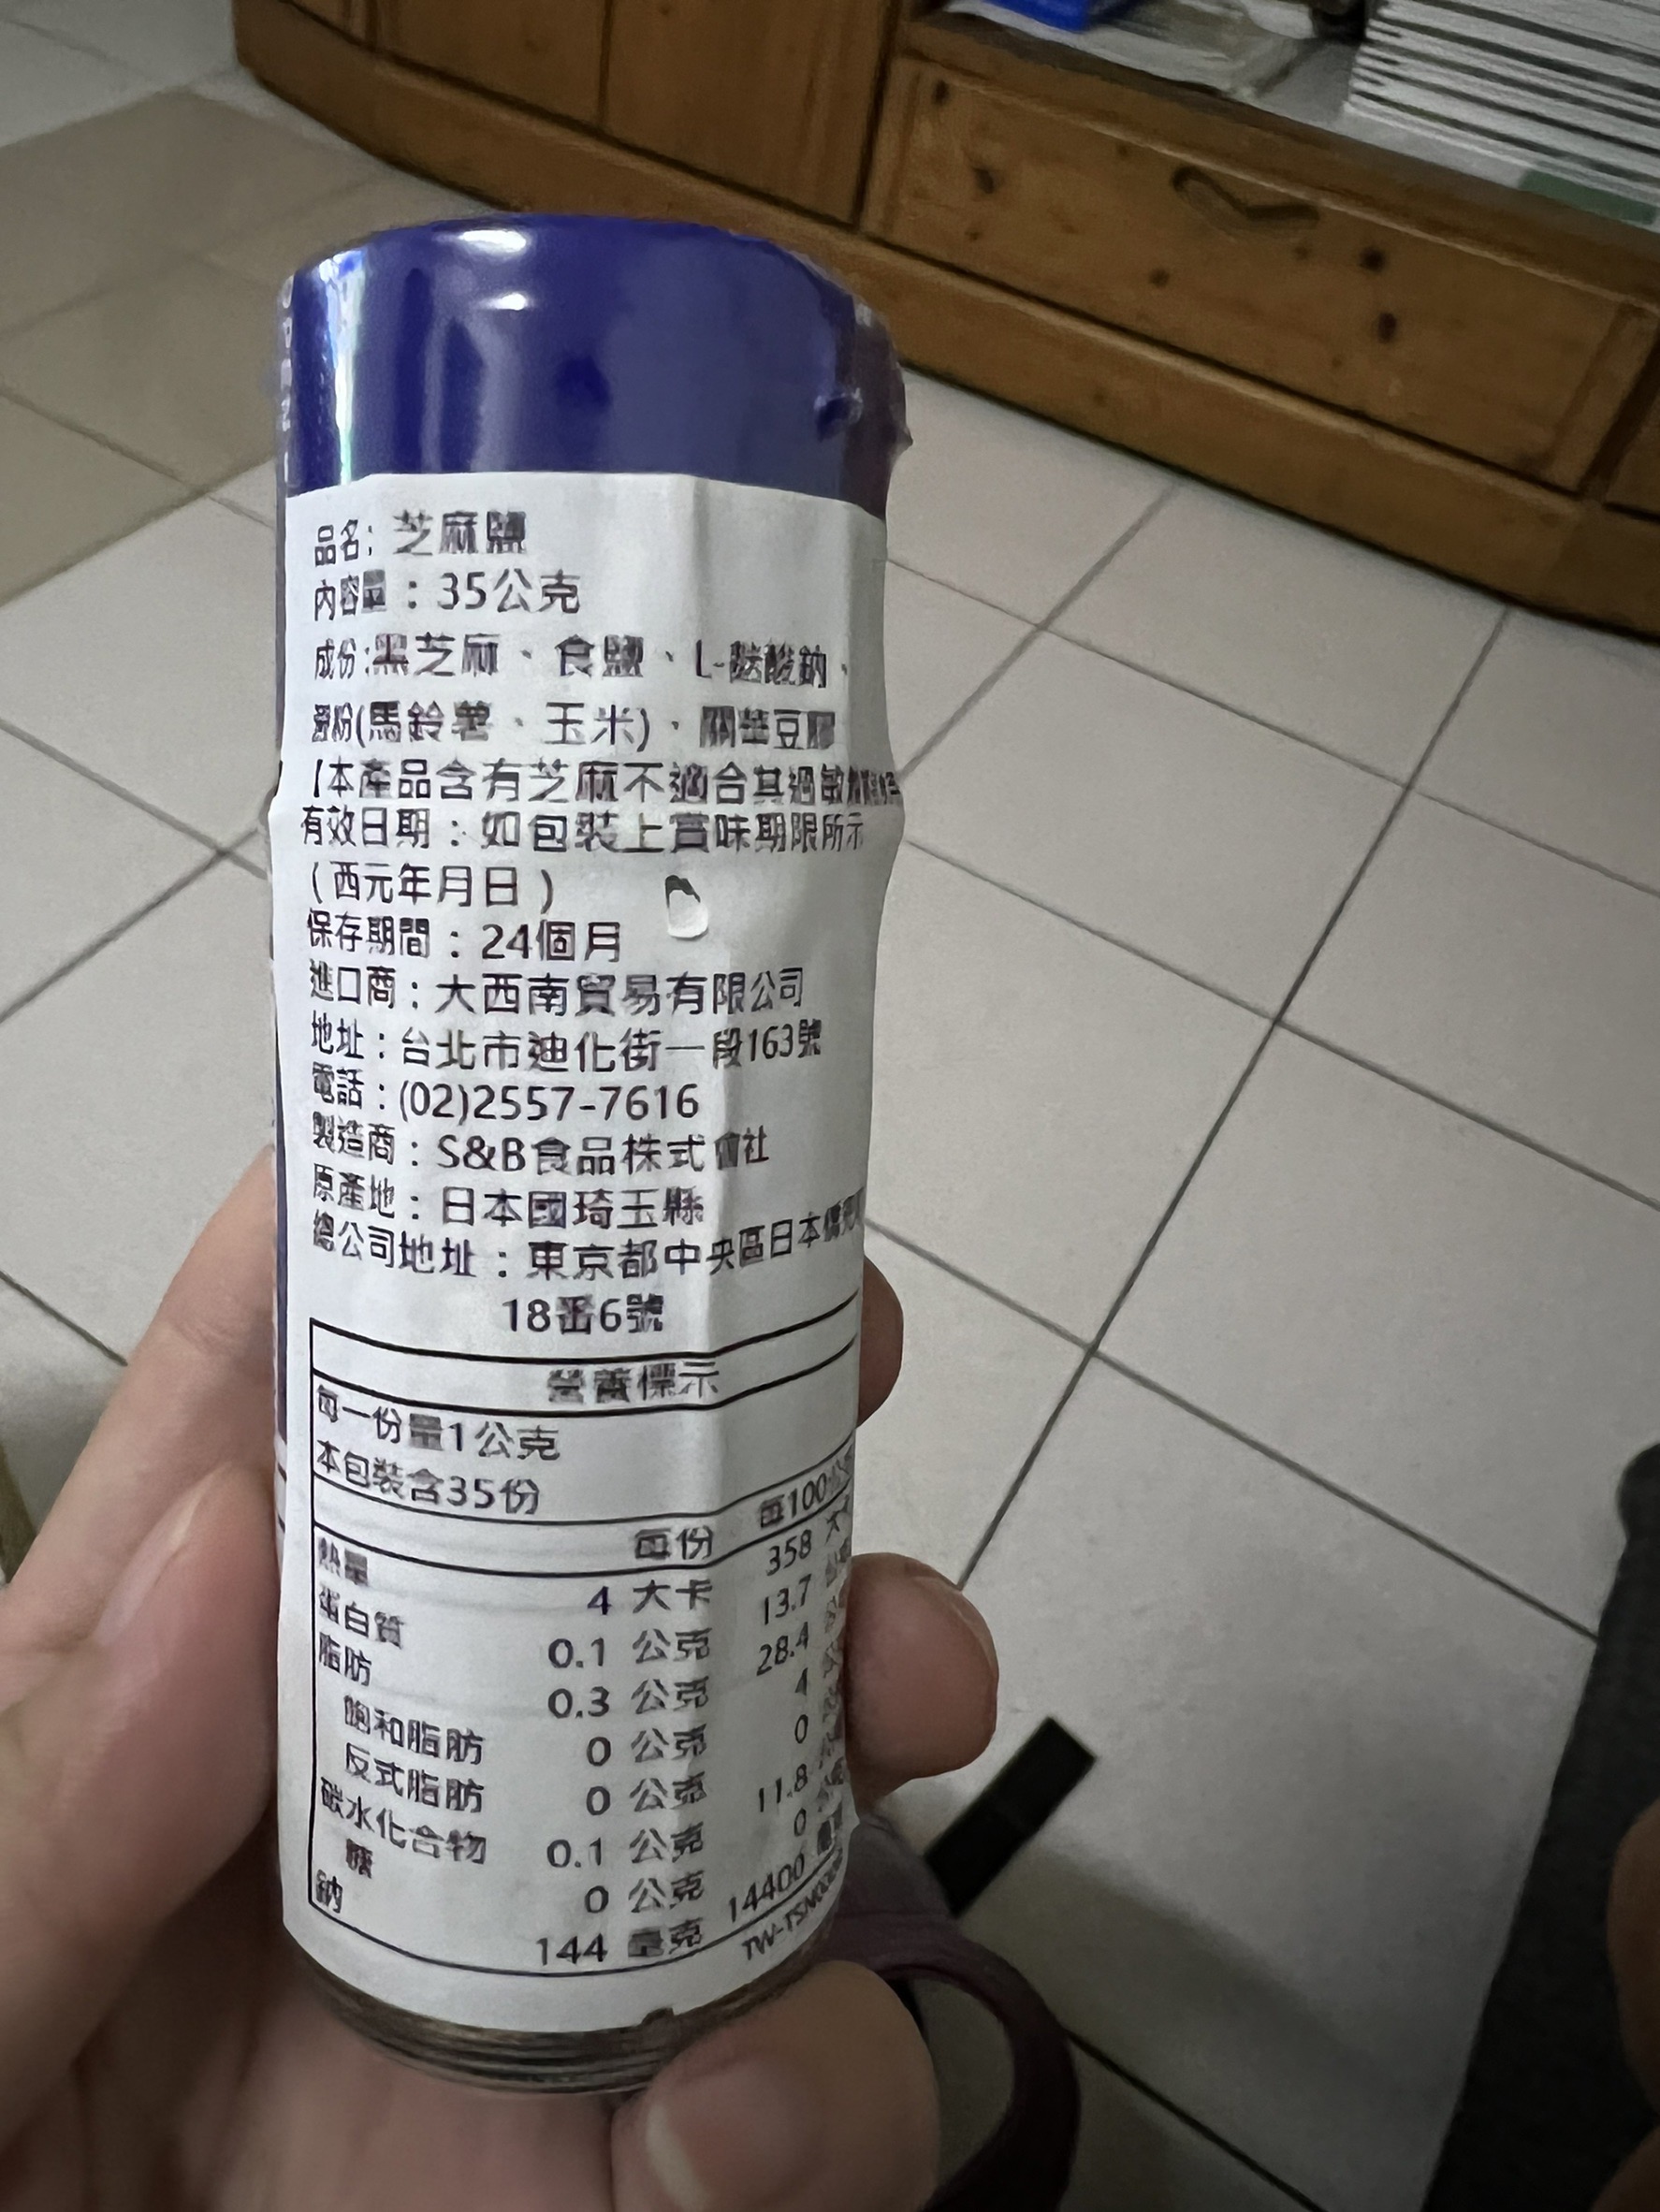 OPEN
品名: 芝麻鹽
內容量：35公克
成份:黑芝麻、食鹽、L-麩酸鈉、
澱粉(馬鈴薯、玉米)、關華豆膠
【本產品含有芝麻不適合其過敏
有效日期：如包裝上賞味期限所示
(西元年月日)
保存期間：24個月
進口商：大西南貿易有限公司
地址：台北市迪化街一段163號
電話：(02)2557-7616
製造商：S&B食品株式會社
原產地：日本國琦玉縣
總公司地址：東京都中央區日本橋
18番6號
營養標示
每一份量1公克
本包裝含35份
每份 每100公克
熱量 4 大卡 358 大卡
蛋白質 0.1 公克 13.7
脂肪 0.3 公克 28.4
飽和脂肪 0 公克 4
反式脂肪 0 公克 0
碳水化合物 0.1 公克 11.8
糖 0 公克 0
鈉 144 毫克 14400